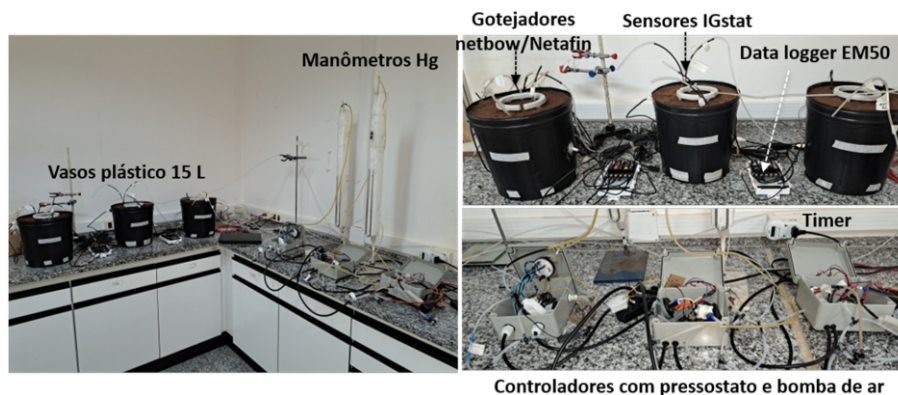 Gotejadores
netbow/Netafin
Sensores IGstat
Data logger EM50
Manômetros Hg
Vasos plástico 15 L
Timer
Controladores com pressostato e bomba de ar